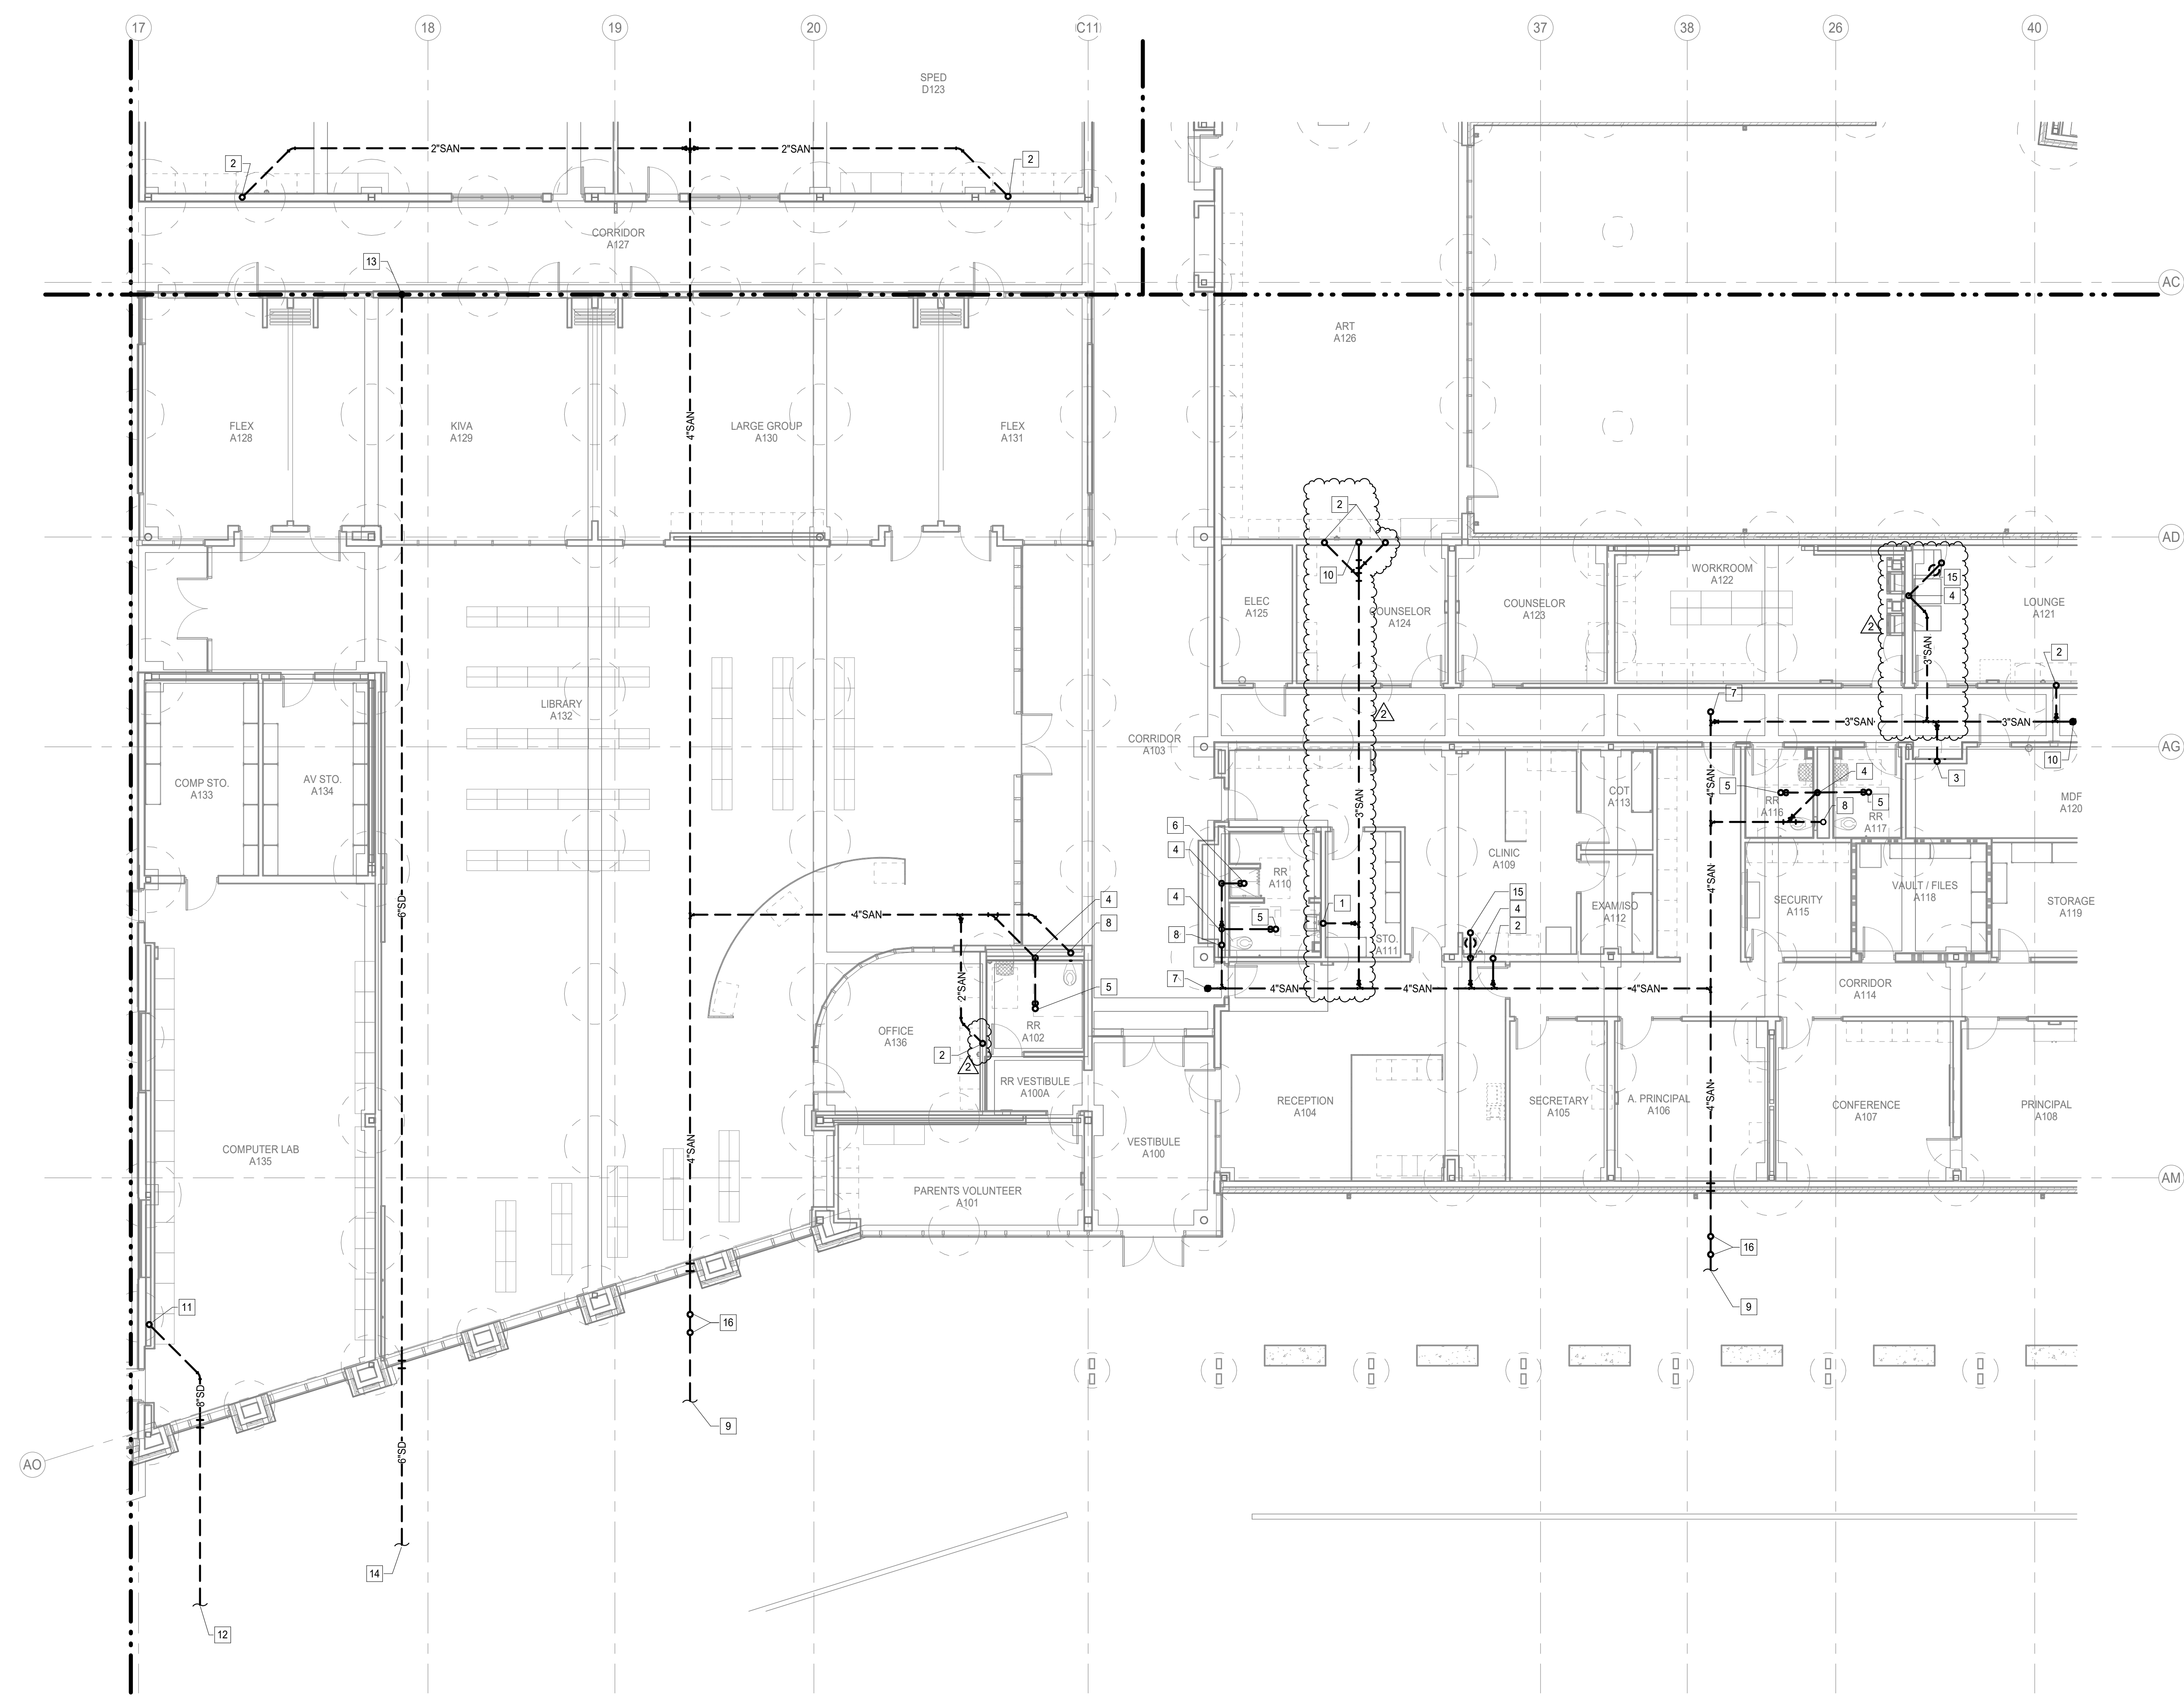 17
18
19
20
C11
37
38
26
40
SPED
D123
2"SAN
2"SAN
2
2
CORRIDOR
A127
13
AC
ART
A126
FLEX
A128
KIVA
A129
4"SAN
LARGE GROUP
A130
FLEX
A131
2
AD
10
WORKROOM
A122
15
4
ELEC
A125
COUNSELOR
A124
COUNSELOR
A123
LOUNGE
A121
2
3"SAN
2
LIBRARY
A132
7
2
3"SAN
3"SAN
CORRIDOR
A103
AG
10
3
COMP STO.
A133
AV STO.
A134
COT
A113
4"SAN
4
5
RR
A116
5
8
RR
A117
MDF
A120
3"SAN
6
4
CLINIC
A109
RR
A110
4"SAN
VAULT / FILES
A118
6"SD
15
4
2
4
8
4"SAN
4
5
1
8
STO.
A111
EXAM/ISO
A112
SECURITY
A115
STORAGE
A119
7
4"SAN
4"SAN
4"SAN
CORRIDOR
A114
2"SAN
5
OFFICE
A136
RR
A102
2
2
RR VESTIBULE
A100A
RECEPTION
A104
SECRETARY
A105
A. PRINCIPAL
A106
4"SAN
CONFERENCE
A107
PRINCIPAL
A108
COMPUTER LAB
A135
4"SAN
VESTIBULE
A100
PARENTS VOLUNTEER
A101
AM
16
11
16
9
8"SD
9
6"SD
AO
14
12